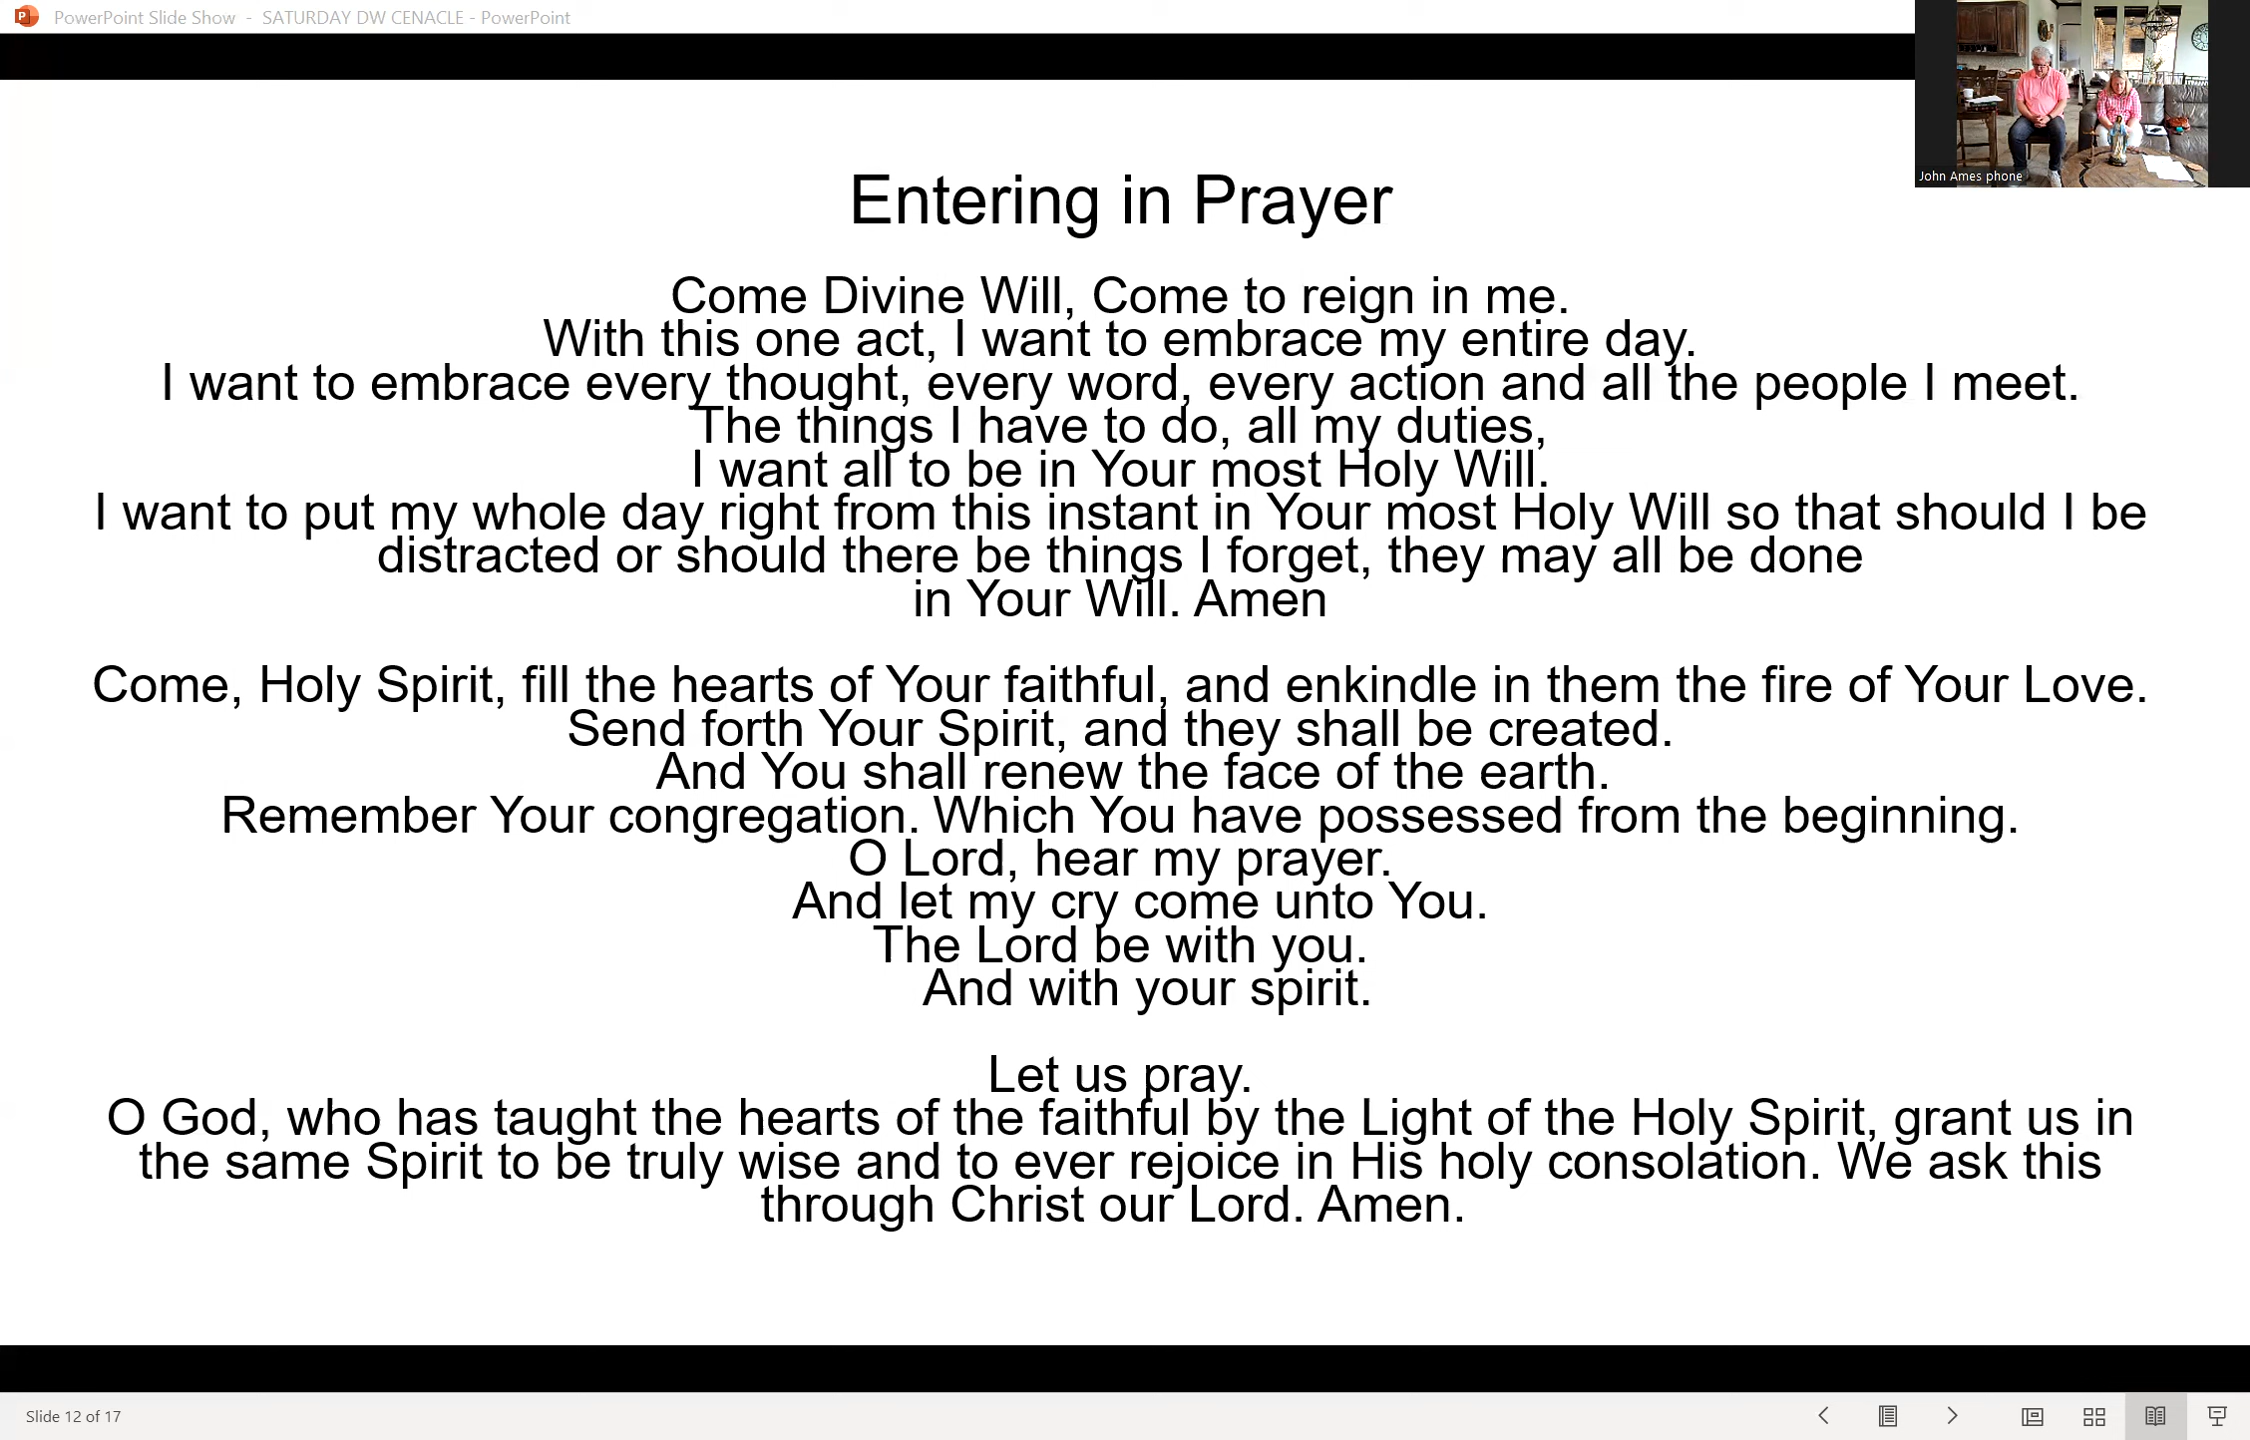 PowerPoint Slide Show - SATURDAY DW CENACLE - PowerPoint
John Ames phone
Entering in Prayer
Come Divine Will, Come to reign in me.
With this one act, I want to embrace my entire day.
I want to embrace every thought, every word, every action and all the people I meet.
The things I have to do, all my duties,
I want all to be in Your most Holy Will.
I want to put my whole day right from this instant in Your most Holy Will so that should I be
distracted or should there be things I forget, they may all be done
in Your Will. Amen
Come, Holy Spirit, fill the hearts of Your faithful, and enkindle in them the fire of Your Love.
Send forth Your Spirit, and they shall be created.
And You shall renew the face of the earth.
Remember Your congregation. Which You have possessed from the beginning.
O Lord, hear my prayer.
And let my cry come unto You.
The Lord be with you.
And with your spirit.
Let us pray.
O God, who has taught the hearts of the faithful by the Light of the Holy Spirit, grant us in
the same Spirit to be truly wise and to ever rejoice in His holy consolation. We ask this
through Christ our Lord. Amen.
Slide 12 of 17